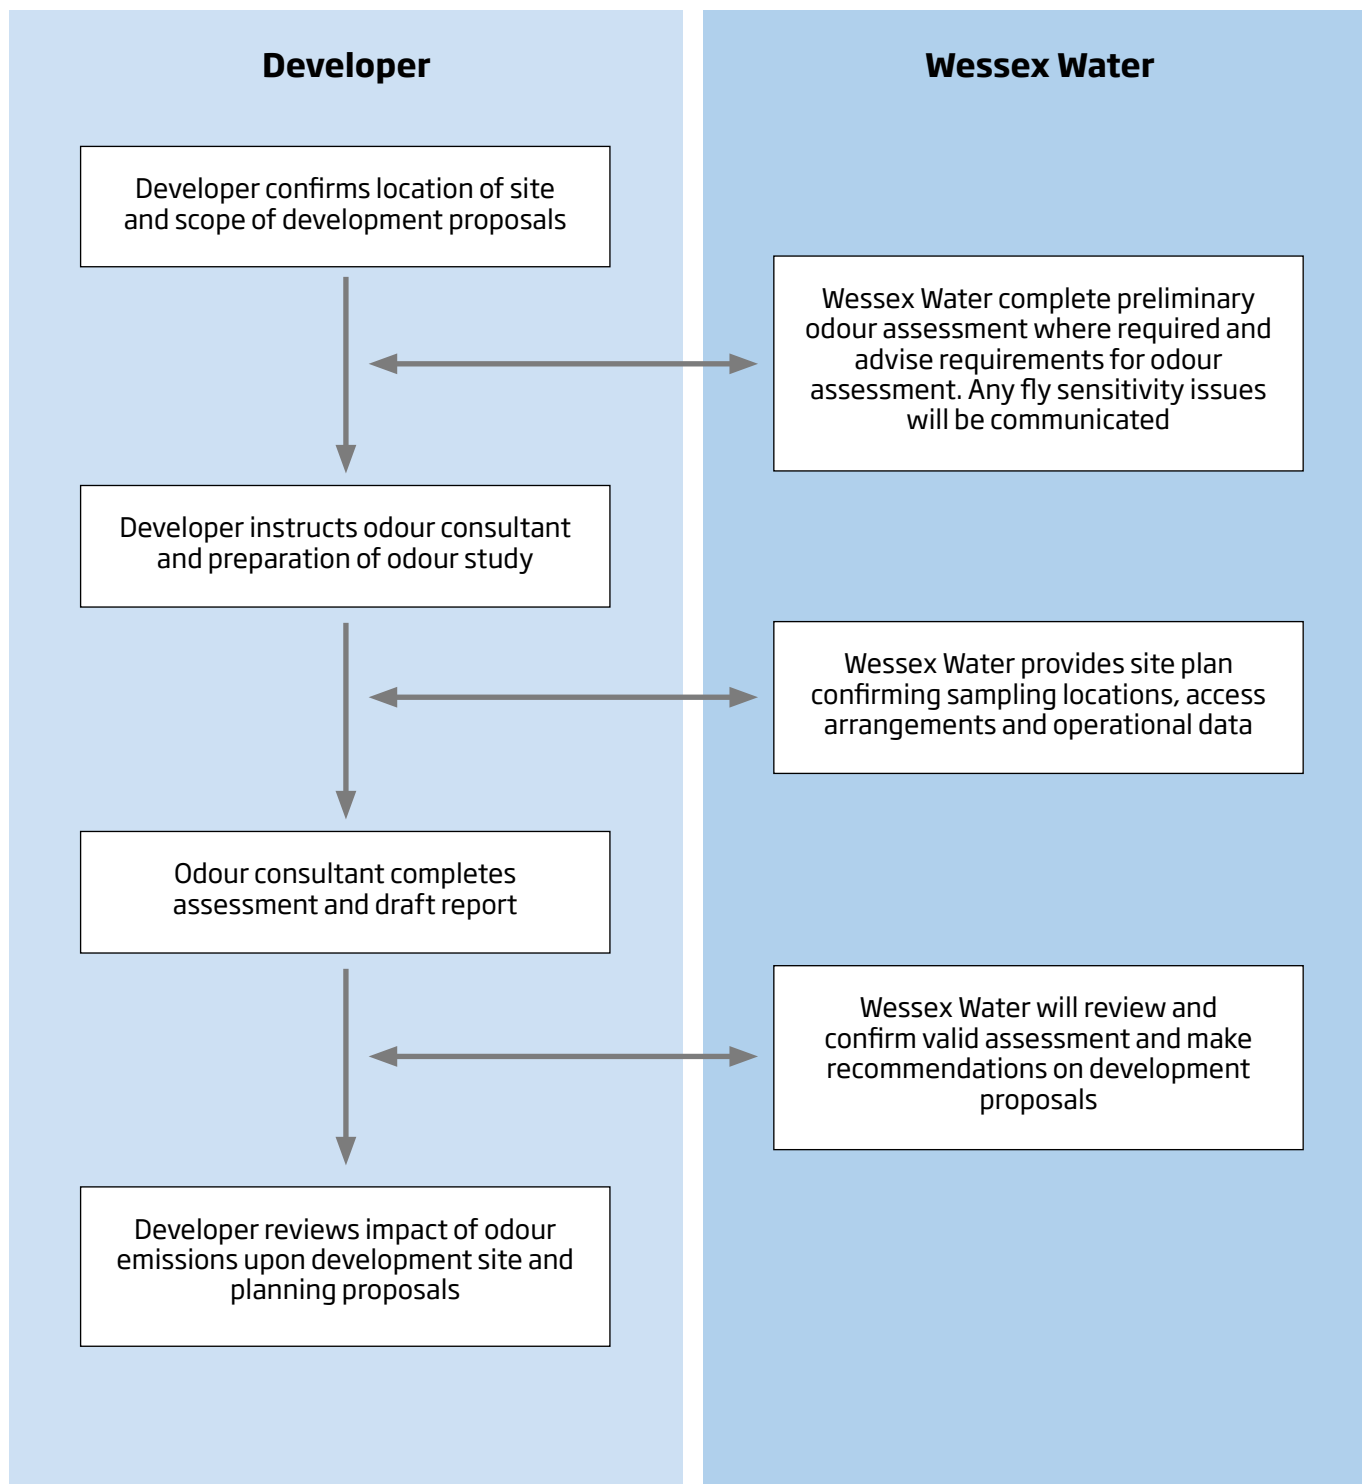 Developer
Wessex Water
Developer confirms location of site
and scope of development proposals
Wessex Water complete preliminary
odour assessment where required and
advise requirements for odour
assessment. Any fly sensitivity issues
will be communicated
Developer instructs odour consultant
and preparation of odour study
Wessex Water provides site plan
confirming sampling locations, access
arrangements and operational data
Odour consultant completes
assessment and draft report
Wessex Water will review and
confirm valid assessment and make
recommendations on development
proposals
Developer reviews impact of odour
emissions upon development site and
planning proposals